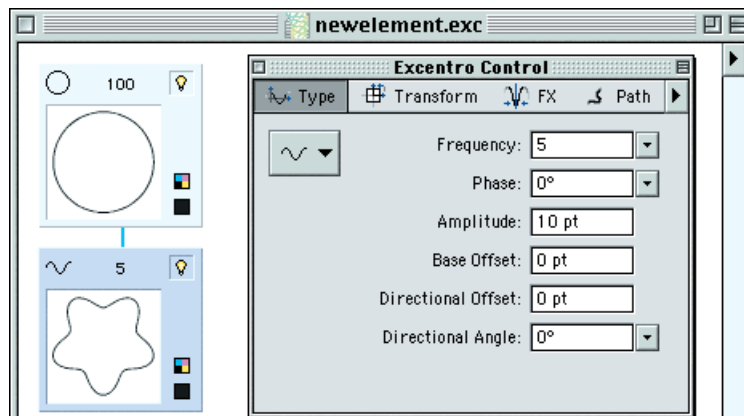 newelement.exc
100
5
Excentro Control
Type Transform FX Path
Frequency: 5
Phase: 0°
Amplitude: 10 pt
Base Offset: 0 pt
Directional Offset: 0 pt
Directional Angle: 0°